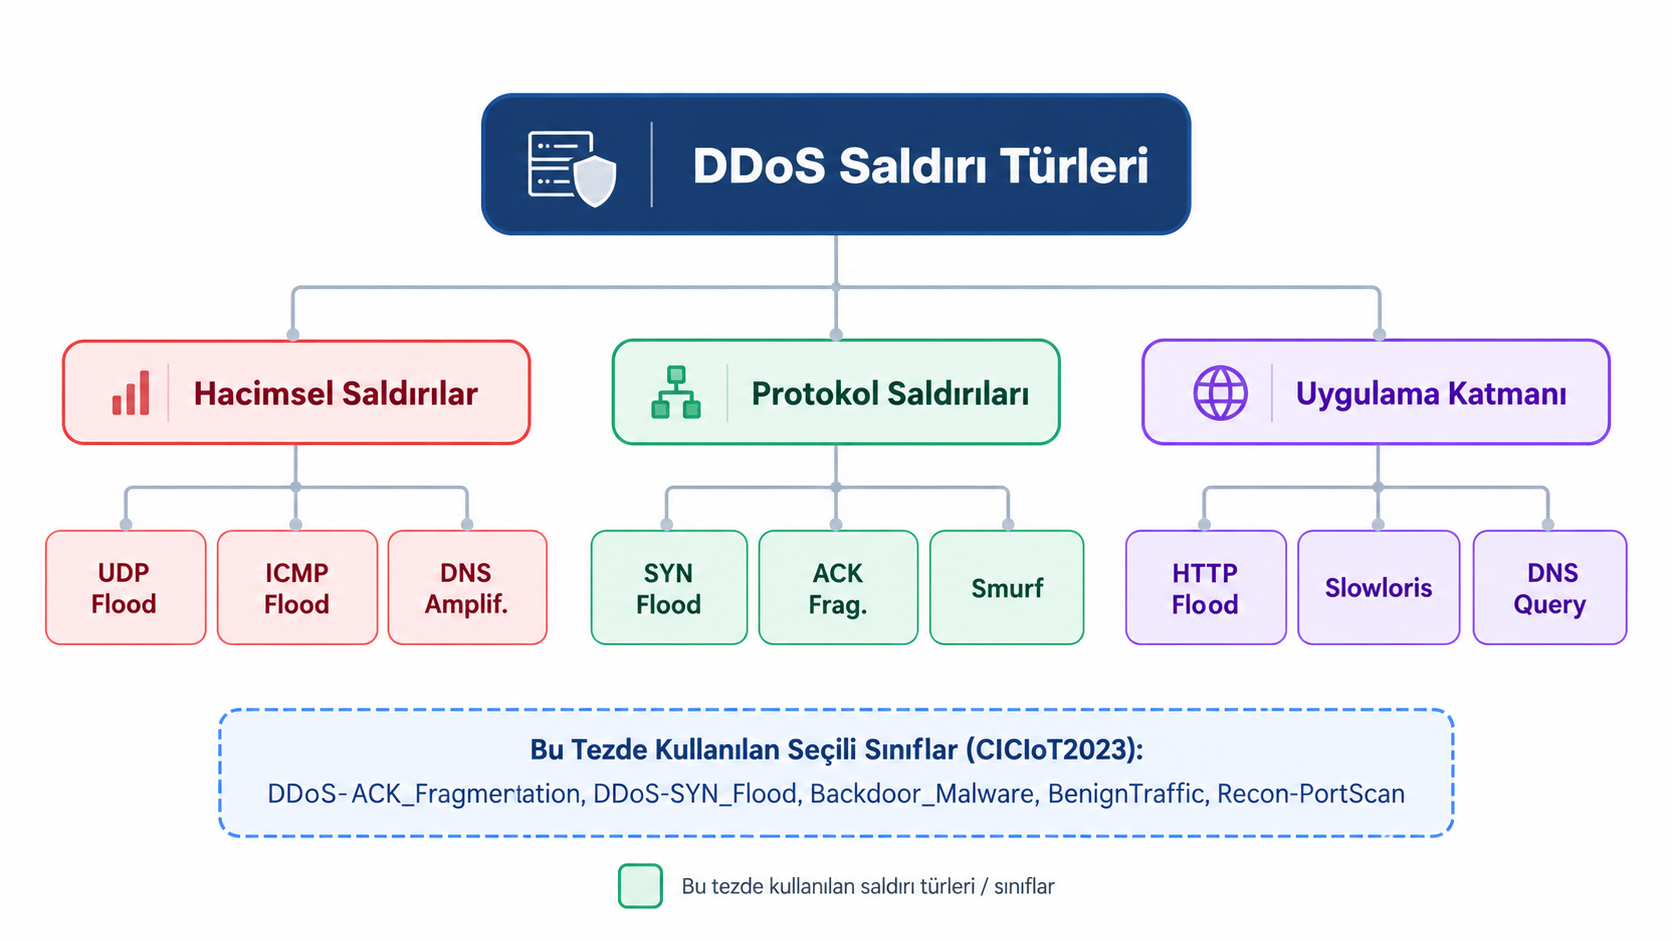 DDoS Saldırı Türleri
Hacimsel Saldırılar
Protokol Saldırıları
Uygulama Katmanı
UDP
Flood
ICMP
Flood
DNS
Amplif.
SYN
Flood
ACK
Frag.
Smurf
HTTP
Flood
Slowloris
DNS
Query
Bu Tezde Kullanılan Seçili Sınıflar (CICIoT2023):
DDoS-ACK_Fragmentation, DDoS-SYN_Flood, Backdoor_Malware, BenignTraffic, Recon-PortScan
Bu tezde kullanılan saldırı türleri / sınıflar